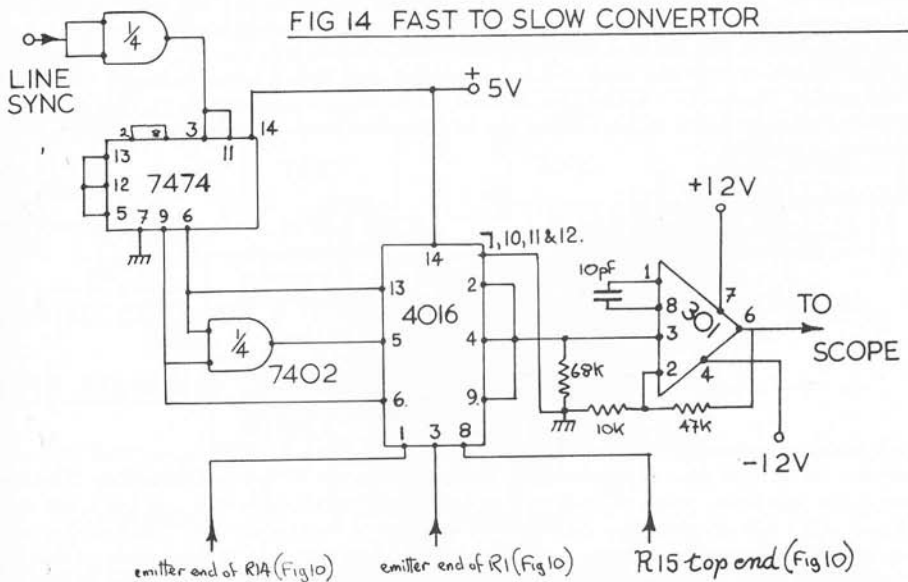 FIG 14 FAST TO SLOW CONVERTOR
1/4
LINE
SYNC
+
5V
2 8 3 11 14
13
12
5
7474
7 9 6
+12V
14
7, 10, 11 & 12.
13
2
10pf
1
8
7
4016
301
6
TO
SCOPE
1/4
7402
5
4
3
2
4
68k
6.
9.
10K
47K
1 3 8
-12V
emitter end of R14 (Fig 10)
emitter end of R1 (Fig 10)
R15 top end (Fig 10)